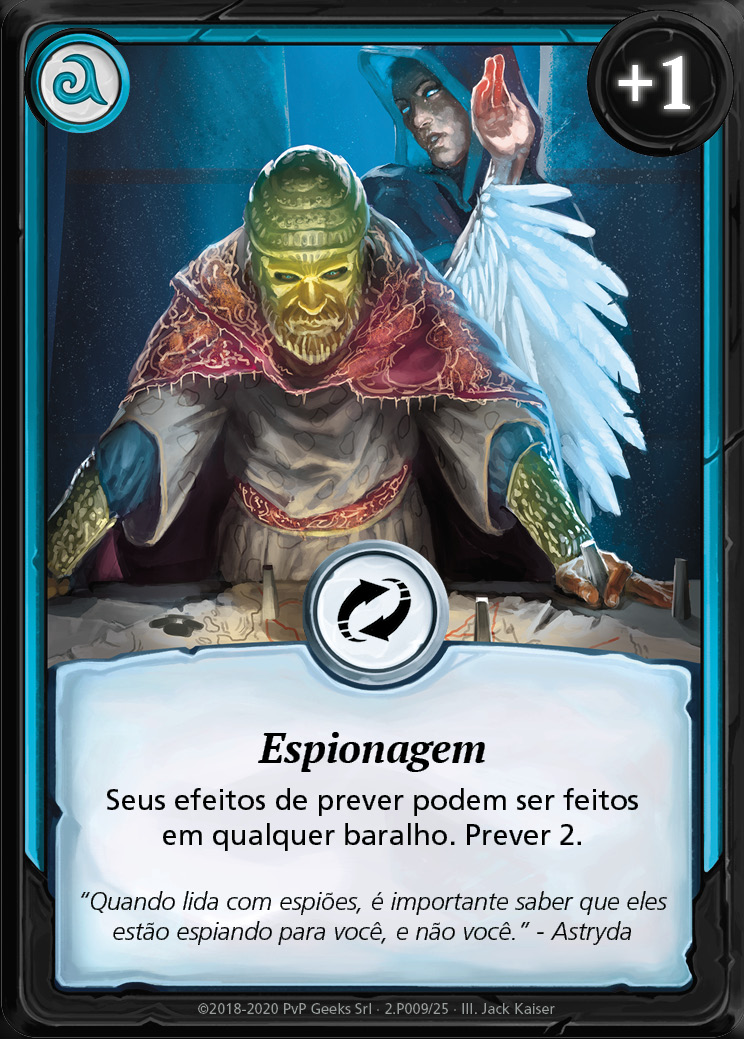 a
+1
Espionagem
Seus efeitos de prever podem ser feitos
em qualquer baralho. Prever 2.
“Quando lida com espiões, é importante saber que eles
estão espiando para você, e não você.” - Astryda
©2018-2020 PvP Geeks Srl · 2.P009/25 · Ill. Jack Kaiser